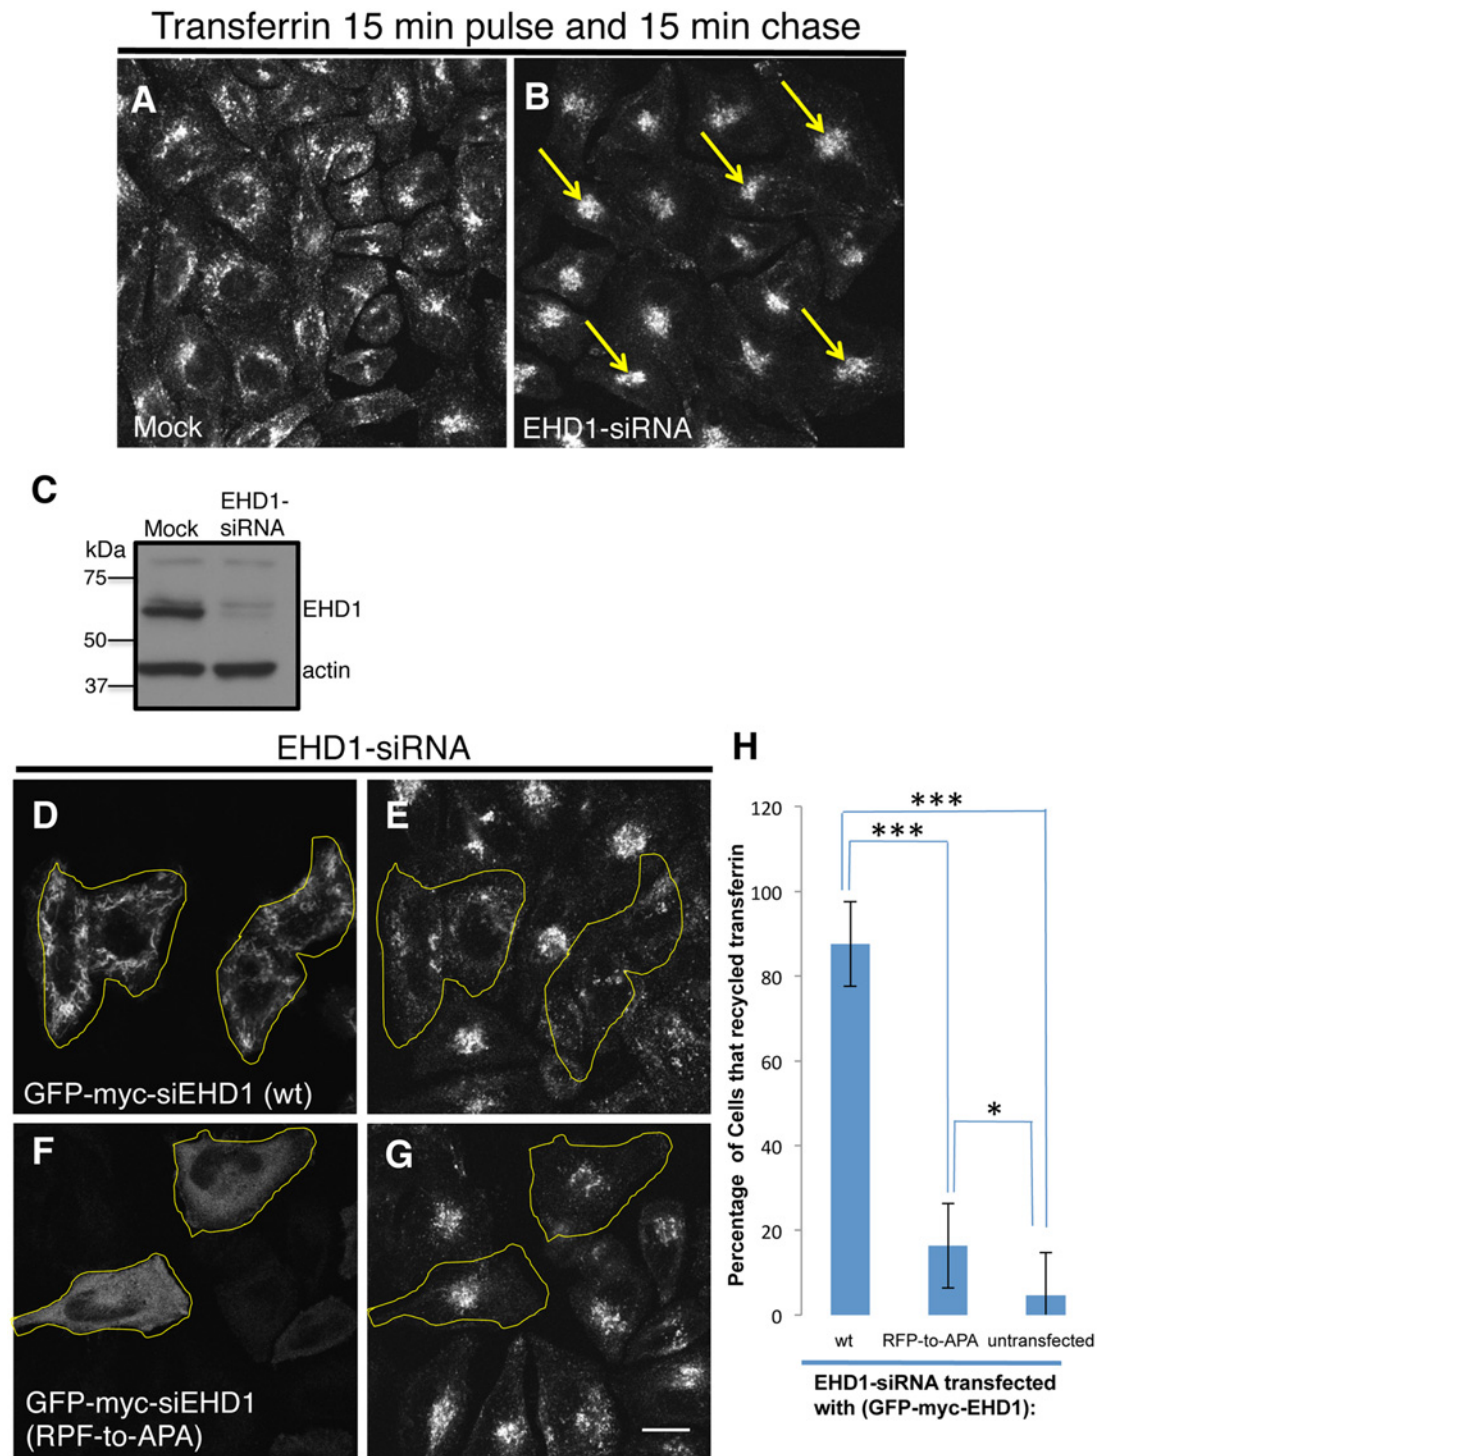 Transferrin 15 min pulse and 15 min chase
A
B
Mock
EHD1-siRNA
C
Mock
EHD1-
siRNA
kDa
75
EHD1
50
actin
37
EHD1-siRNA
H
D
E
GFP-myc-siEHD1 (wt)
F
G
GFP-myc-siEHD1
(RPF-to-APA)
Percentage of Cells that recycled transferrin
120
100
80
60
40
20
0
***
***
*
wt
RFP-to-APA
untransfected
EHD1-siRNA transfected
with (GFP-myc-EHD1):